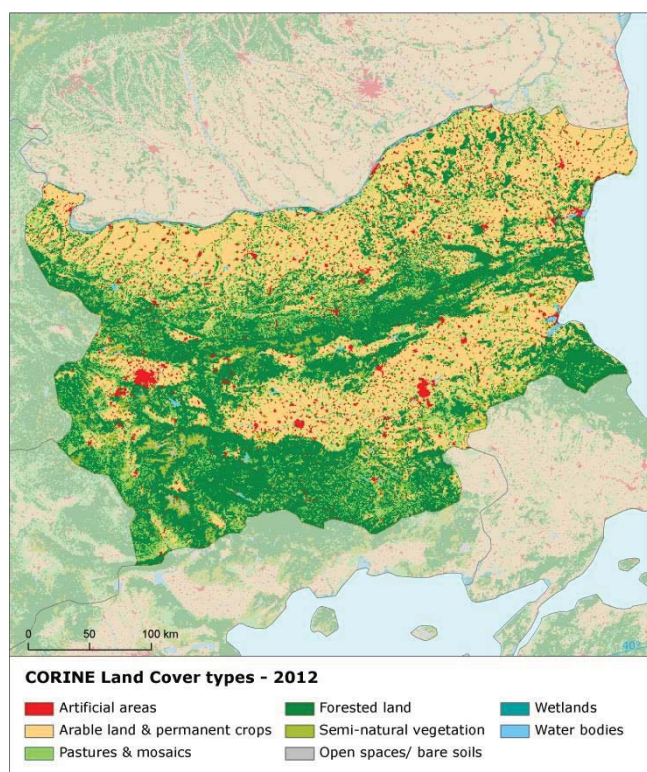 0 50 100 km
CORINE Land Cover types - 2012
Artificial areas Forested land Wetlands
Arable land & permanent crops Semi-natural vegetation Water bodies
Pastures & mosaics Open spaces/ bare soils